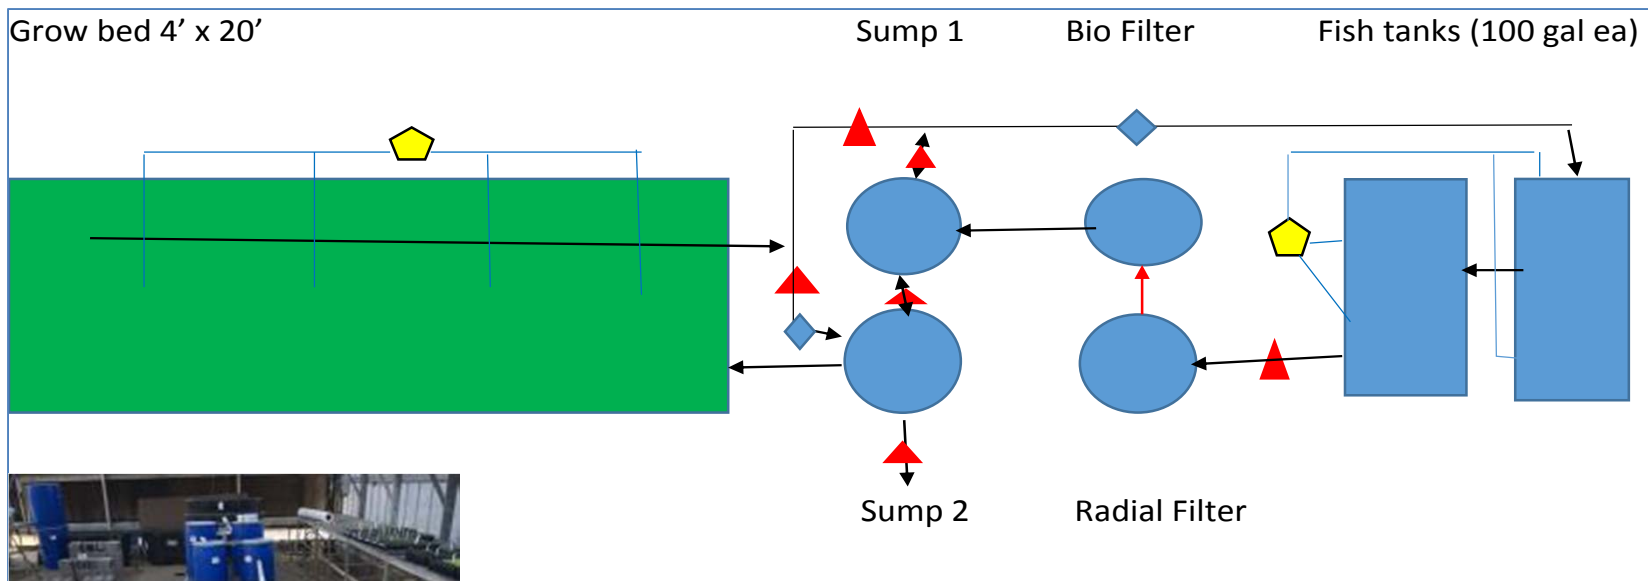 Grow bed 4’ x 20’
Sump 1
Bio Filter
Fish tanks (100 gal ea)
Sump 2
Radial Filter